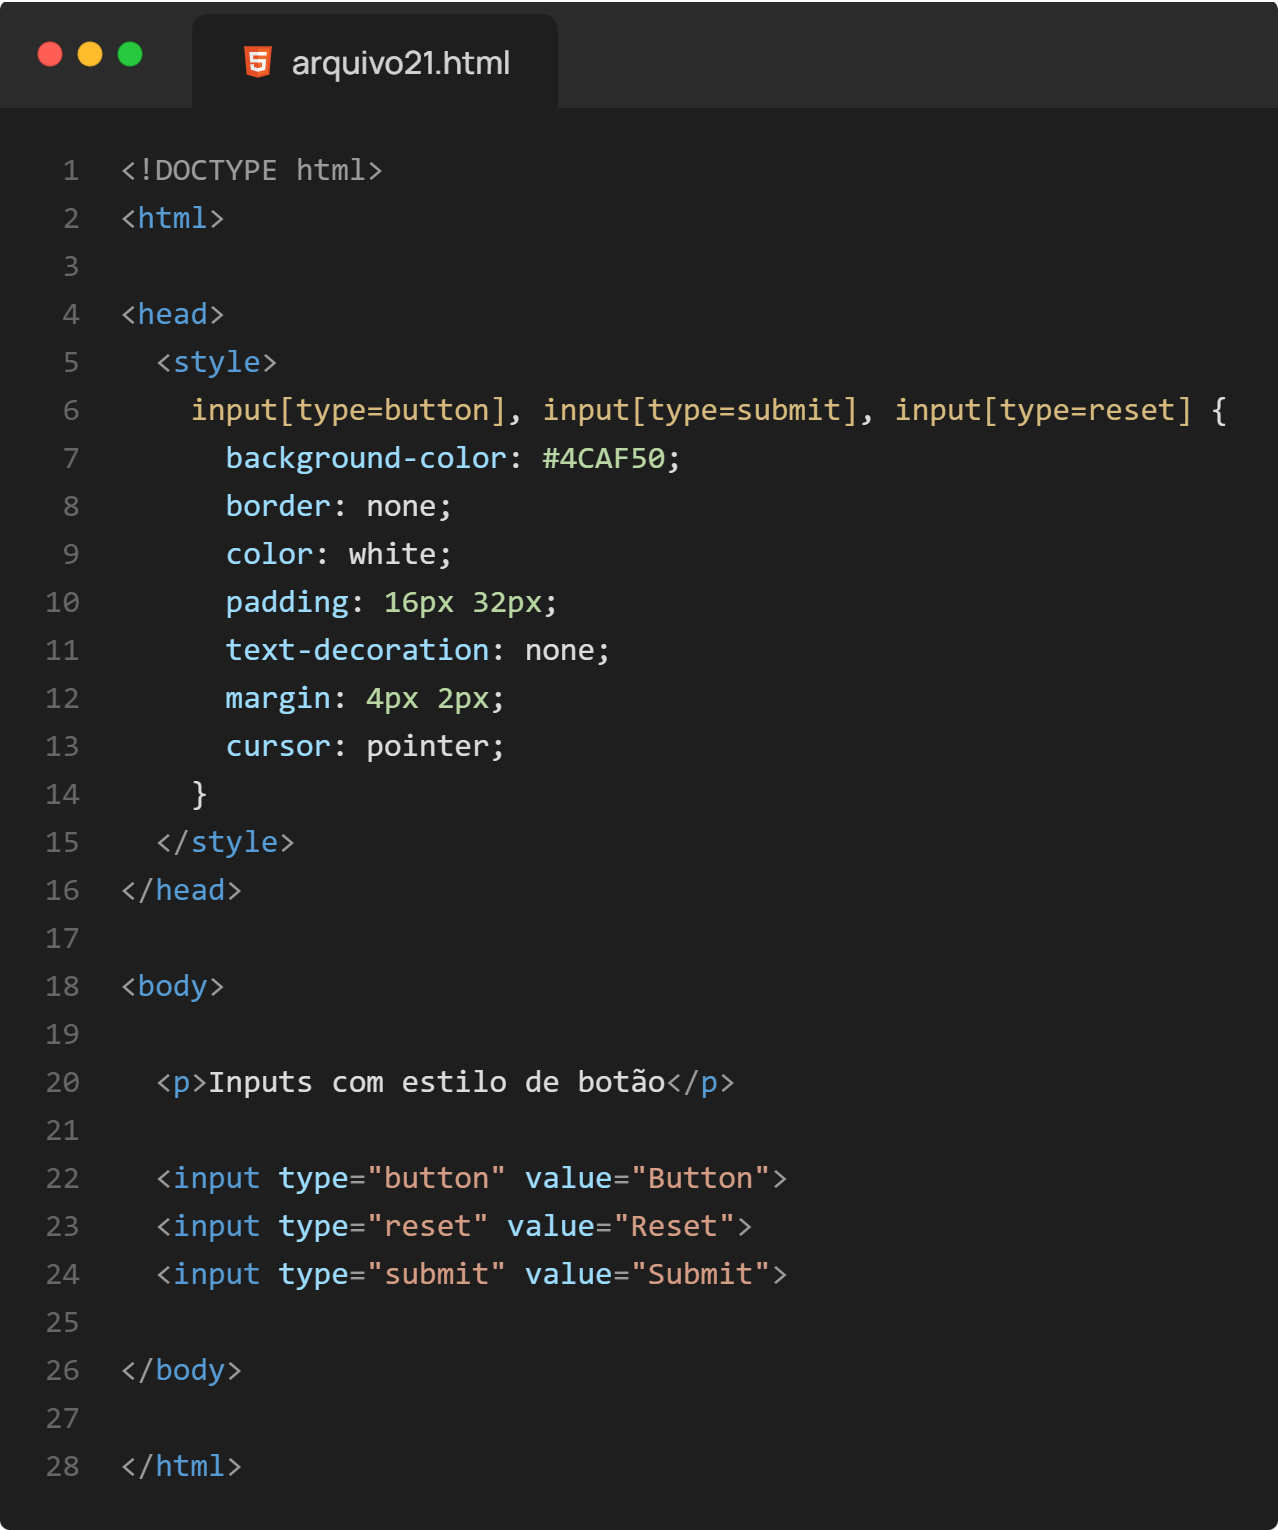 arquivo21.html
1 <!DOCTYPE html>
2 <html>
3
4 <head>
5   <style>
6     input[type=button], input[type=submit], input[type=reset] {
7       background-color: #4CAF50;
8       border: none;
9       color: white;
10       padding: 16px 32px;
11       text-decoration: none;
12       margin: 4px 2px;
13       cursor: pointer;
14     }
15   </style>
16 </head>
17
18 <body>
19
20   <p>Inputs com estilo de botão</p>
21
22   <input type="button" value="Button">
23   <input type="reset" value="Reset">
24   <input type="submit" value="Submit">
25
26 </body>
27
28 </html>